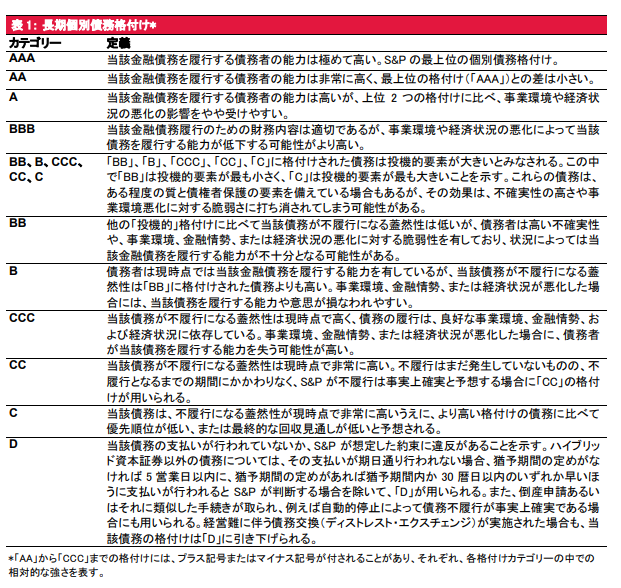 表 1: 長期個別債務格付け*
カテゴリー 定義
AAA 当該金融債務を履行する債務者の能力は極めて高い。S&P の最上位の個別債務格付け。
AA 当該金融債務を履行する債務者の能力は非常に高く、最上位の格付け(「AAA」)との差は小さい。
A 当該金融債務を履行する債務者の能力は高いが、上位 2 つの格付けに比べ、事業環境や経済状
況の悪化の影響をやや受けやすい。
BBB 当該金融債務履行のための財務内容は適切であるが、事業環境や経済状況の悪化によって当該
債務を履行する能力が低下する可能性がより高い。
BB、B、CCC、 「BB」、「B」、「CCC」、「CC」、「C」に格付けされた債務は投機的要素が大きいとみなされる。この中
CC、C で「BB」は投機的要素が最も小さく、「C」は投機的要素が最も大きいことを示す。これらの債務は、
ある程度の質と債権者保護の要素を備えている場合もあるが、その効果は、不確実性の高さや事
業環境悪化に対する脆弱さに打ち消されてしまう可能性がある。
BB 他の「投機的」格付けに比べて当該債務が不履行になる蓋然性は低いが、債務者は高い不確実性
や、事業環境、金融情勢、または経済状況の悪化に対する脆弱性を有しており、状況によっては当
該金融債務を履行する能力が不十分となる可能性がある。
B 債務者は現時点では当該金融債務を履行する能力を有しているが、当該債務が不履行になる蓋
然性は「BB」に格付けされた債務よりも高い。事業環境、金融情勢、または経済状況が悪化した場
合には、当該債務を履行する能力や意思が損なわれやすい。
CCC 当該債務が不履行になる蓋然性は現時点で高く、債務の履行は、良好な事業環境、金融情勢、お
よび経済状況に依存している。事業環境、金融情勢、または経済状況が悪化した場合に、債務者
が当該債務を履行する能力を失う可能性が高い。
CC 当該債務が不履行になる蓋然性は現時点で非常に高い。不履行はまだ発生していないものの、不
履行となるまでの期間にかかわりなく、S&P が不履行は事実上確実と予想する場合に「CC」の格付
けが用いられる。
C 当該債務は、不履行になる蓋然性が現時点で非常に高いうえに、より高い格付けの債務に比べて
優先順位が低い、または最終的な回収見通しが低いと予想される。
D 当該債務の支払いが行われていないか、S&P が想定した約束に違反があることを示す。ハイブリッ
ド資本証券以外の債務については、その支払いが期日通り行われない場合、猶予期間の定めがな
ければ 5 営業日以内に、猶予期間の定めがあれば猶予期間内か 30 暦日以内のいずれか早いほ
うに支払いが行われると S&P が判断する場合を除いて、「D」が用いられる。また、倒産申請あるい
はそれに類似した手続きが取られ、例えば自動的停止によって債務不履行が事実上確実である場
合にも用いられる。経営難に伴う債務交換(ディストレスト・エクスチェンジ)が実施された場合も、当
該債務の格付けは「D」に引き下げられる。
*「AA」から「CCC」までの格付けには、プラス記号またはマイナス記号が付されることがあり、それぞれ、各格付けカテゴリーの中での
相対的な強さを表す。